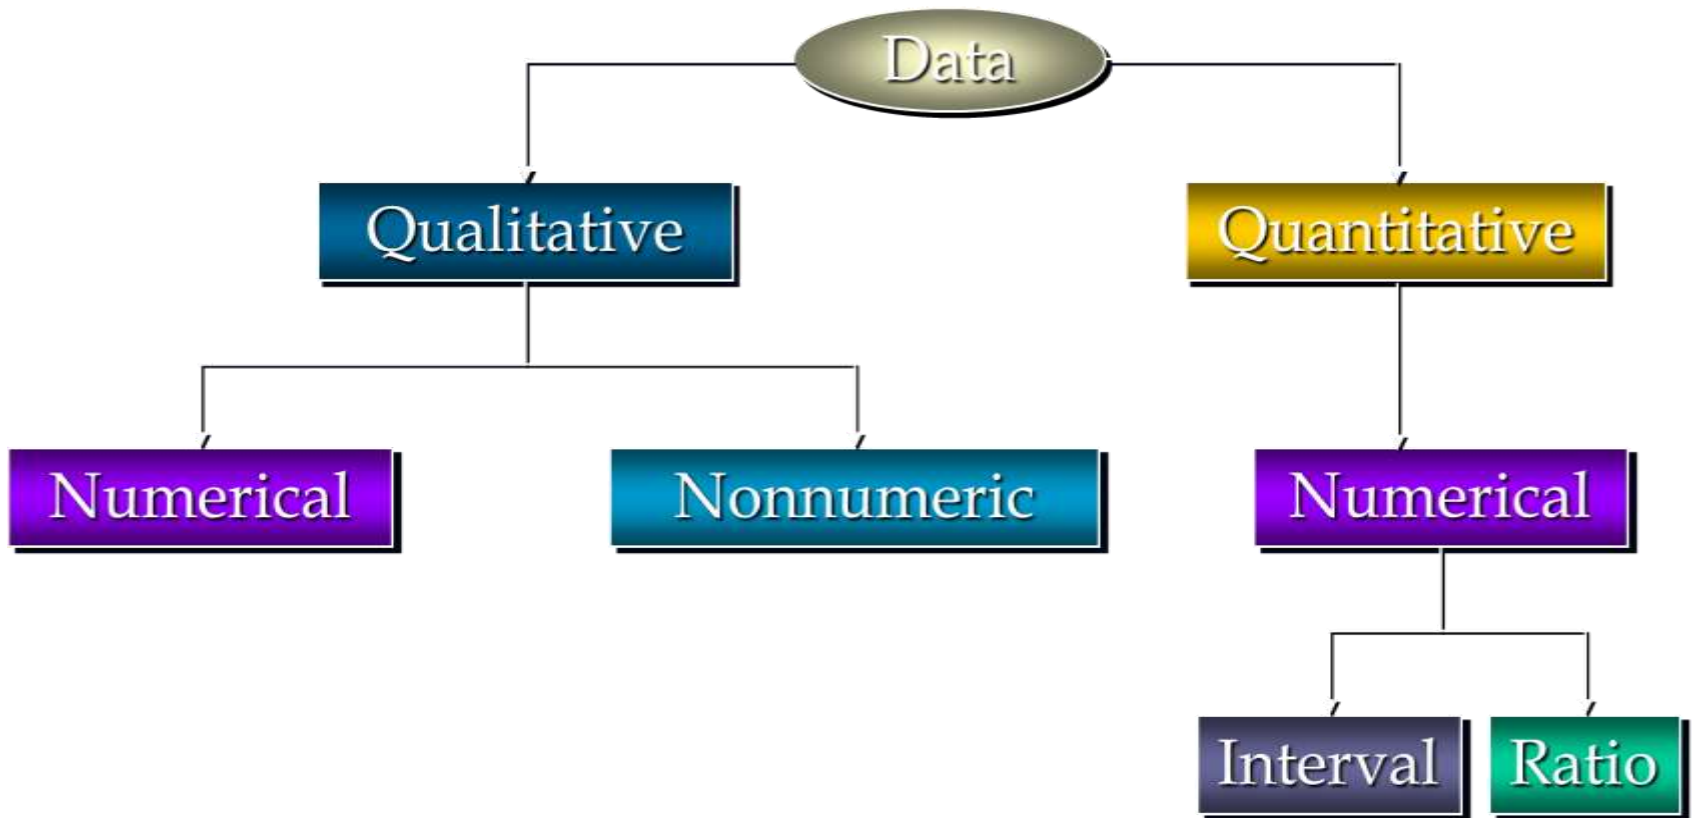 Data
Qualitative
Quantitative
Numerical
Nonnumeric
Numerical
Interval
Ratio